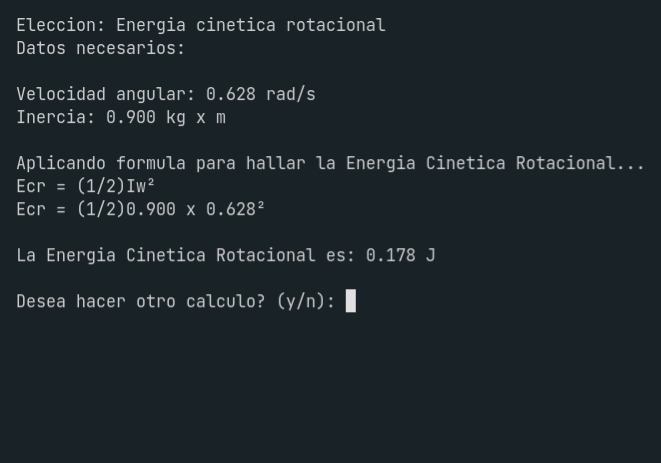 Eleccion: Energia cinetica rotacional
Datos necesarios:
Velocidad angular: 0.628 rad/s
Inercia: 0.900 kg x m
Aplicando formula para hallar la Energia Cinetica Rotacional...
Ecr = (1/2)Iw²
Ecr = (1/2)0.900 x 0.628²
La Energia Cinetica Rotacional es: 0.178 J
Desea hacer otro calculo? (y/n):